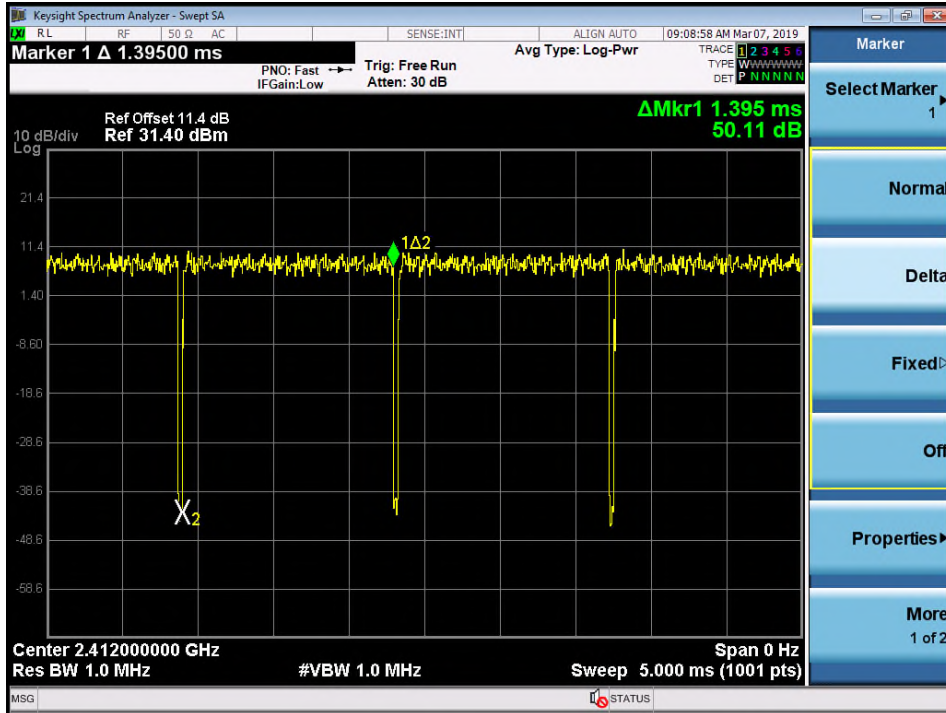 Keysight Spectrum Analyzer - Swept SA
LXI RL RF 50 Ω AC SENSE:INT ALIGN AUTO 09:08:58 AM Mar 07, 2019
Marker 1 Δ 1.39500 ms
PNO: Fast
IFGain:Low
Trig: Free Run
Atten: 30 dB
Avg Type: Log-Pwr
TRACE 1 2 3 4 5 6
TYPE WWWWWW
DET P N N N N N
Ref Offset 11.4 dB
10 dB/div Ref 31.40 dBm
Log
ΔMkr1 1.395 ms
50.11 dB
21.4
11.4
1.40
-8.60
-18.6
-28.6
-38.6
-48.6
-58.6
1Δ2
X2
Center 2.412000000 GHz Span 0 Hz
Res BW 1.0 MHz #VBW 1.0 MHz Sweep 5.000 ms (1001 pts)
MSG STATUS
Marker
Select Marker
1
Normal
Delta
Fixed
Off
Properties
More
1 of 2